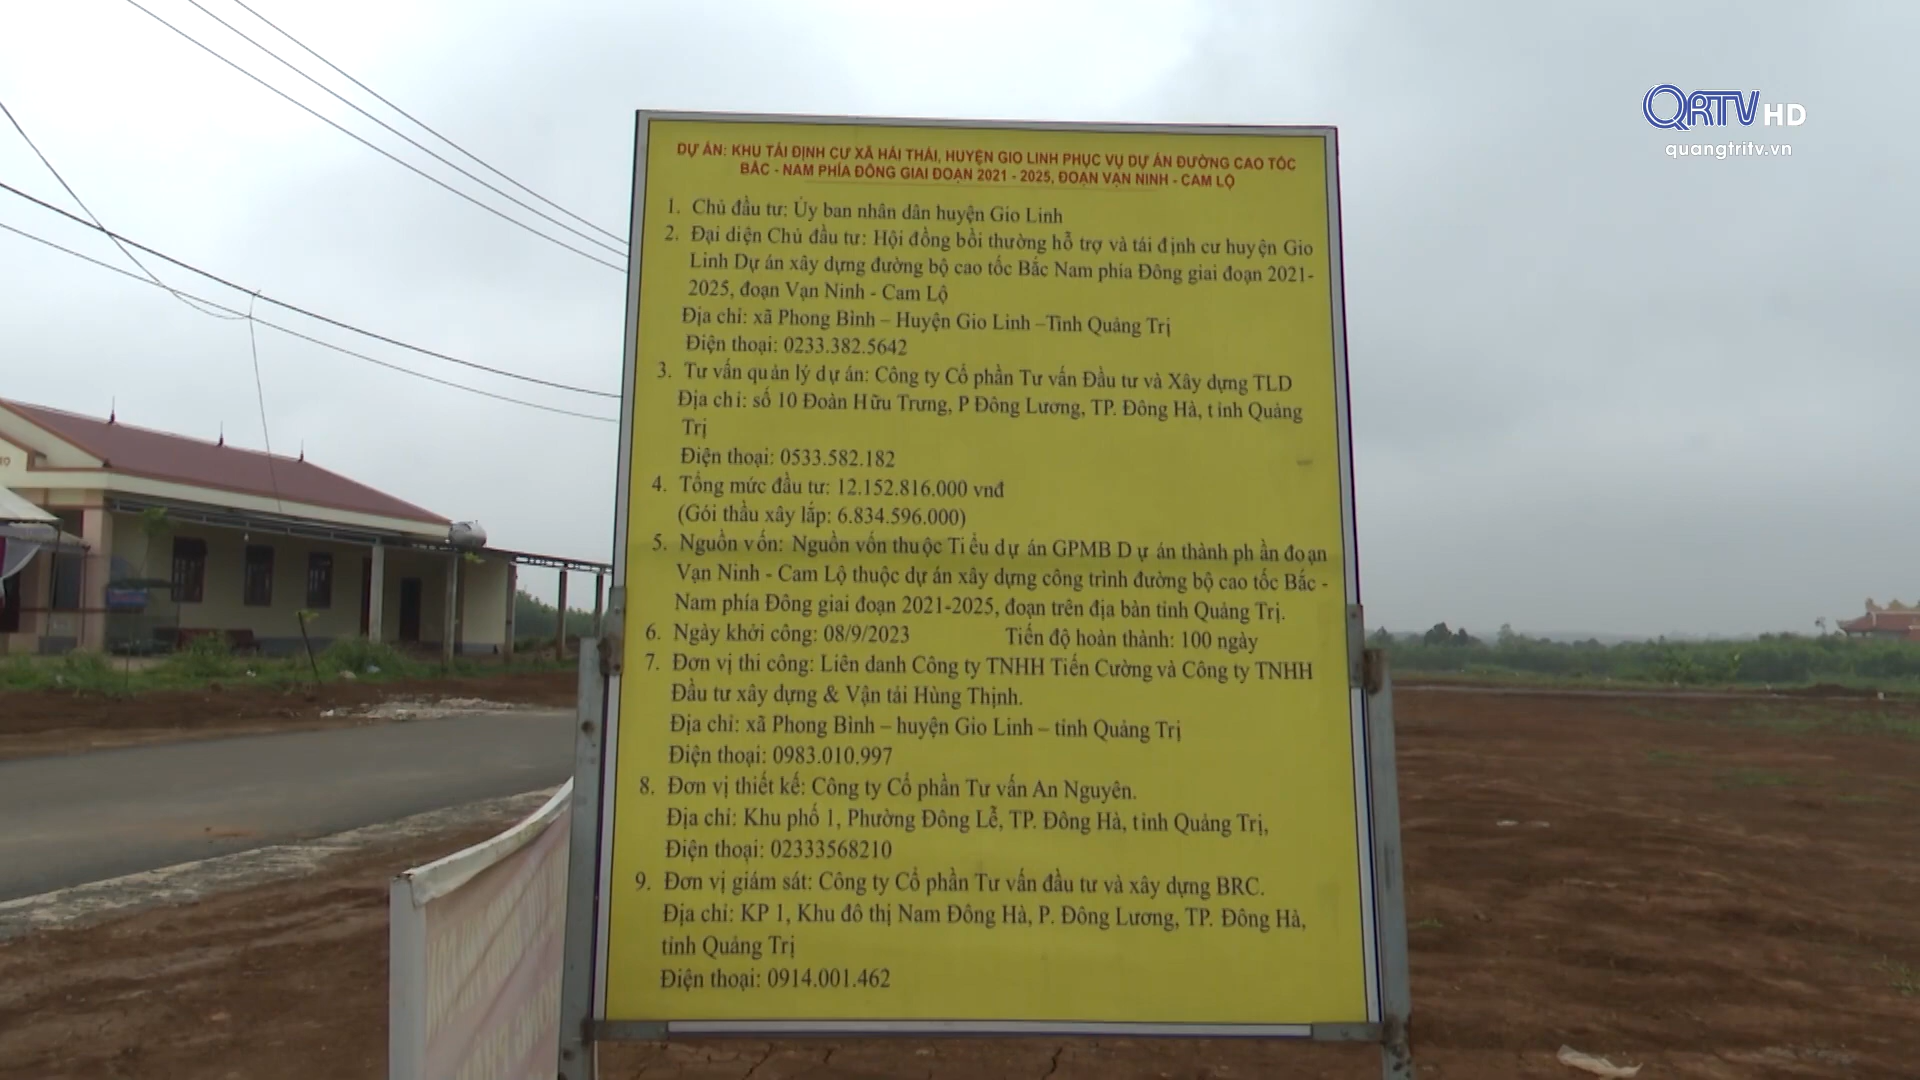 QRTV HD
quangtritv.vn
DỰ ÁN: KHU TÁI ĐỊNH CƯ XÃ HẢI THÁI, HUYỆN GIO LINH PHỤC VỤ DỰ ÁN ĐƯỜNG CAO TỐC
BẮC - NAM PHÍA ĐÔNG GIAI ĐOẠN 2021 - 2025, ĐOẠN VẠN NINH - CAM LỘ
1. Chủ đầu tư: Ủy ban nhân dân huyện Gio Linh
2. Đại diện Chủ đầu tư: Hội đồng bồi thường hỗ trợ và tái định cư huyện Gio
Linh Dự án xây dựng đường bộ cao tốc Bắc Nam phía Đông giai đoạn 2021-
2025, đoạn Vạn Ninh - Cam Lộ
Địa chỉ: xã Phong Bình – Huyện Gio Linh –Tỉnh Quảng Trị
Điện thoại: 0233.382.5642
3. Tư vấn quản lý dự án: Công ty Cổ phần Tư vấn Đầu tư và Xây dựng TLD
Địa chỉ: số 10 Đoàn Hữu Trưng, P Đông Lương, TP. Đông Hà, tỉnh Quảng
Trị
Điện thoại: 0533.582.182
4. Tổng mức đầu tư: 12.152.816.000 vnđ
(Gói thầu xây lắp: 6.834.596.000)
5. Nguồn vốn: Nguồn vốn thuộc Tiểu dự án GPMB Dự án thành phần đoạn
Vạn Ninh - Cam Lộ thuộc dự án xây dựng công trình đường bộ cao tốc Bắc -
Nam phía Đông giai đoạn 2021-2025, đoạn trên địa bàn tỉnh Quảng Trị.
6. Ngày khởi công: 08/9/2023 Tiến độ hoàn thành: 100 ngày
7. Đơn vị thi công: Liên danh Công ty TNHH Tiến Cường và Công ty TNHH
Đầu tư xây dựng & Vận tải Hùng Thịnh.
Địa chỉ: xã Phong Bình – huyện Gio Linh – tỉnh Quảng Trị
Điện thoại: 0983.010.997
8. Đơn vị thiết kế: Công ty Cổ phần Tư vấn An Nguyên.
Địa chỉ: Khu phố 1, Phường Đông Lễ, TP. Đông Hà, tỉnh Quảng Trị,
Điện thoại: 02333568210
9. Đơn vị giám sát: Công ty Cổ phần Tư vấn đầu tư và xây dựng BRC.
Địa chỉ: KP 1, Khu đô thị Nam Đông Hà, P. Đông Lương, TP. Đông Hà,
tỉnh Quảng Trị
Điện thoại: 0914.001.462